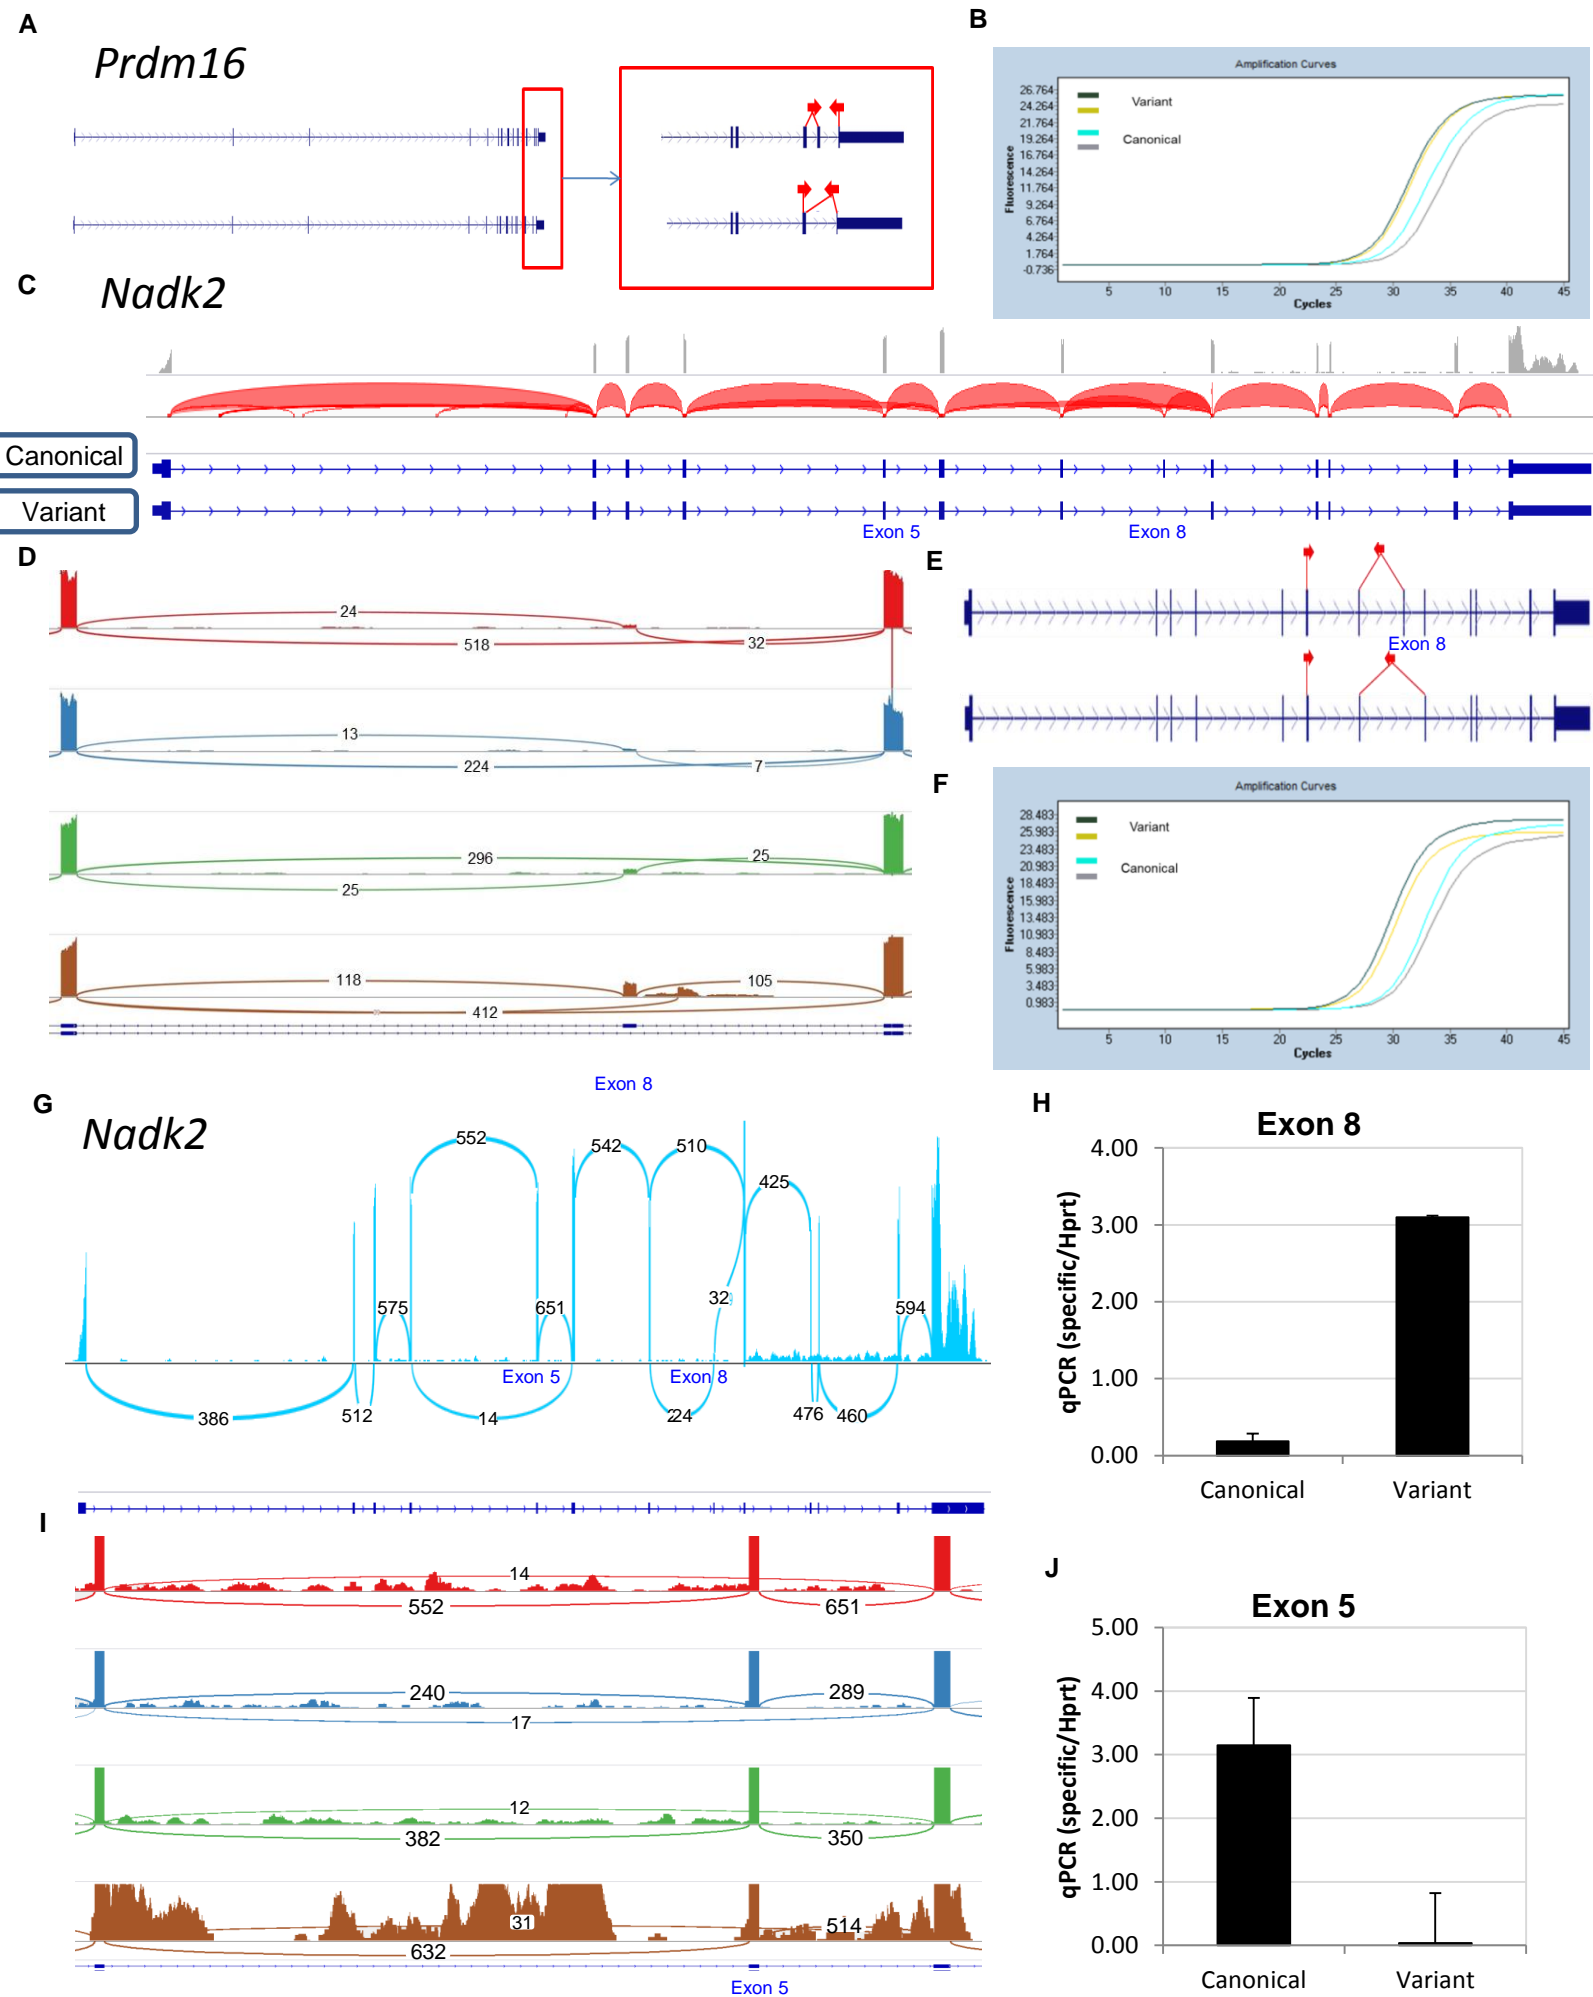 A
Prdm16
B
Amplification Curves
Fluorescence
26.764
24.264
21.764
19.264
16.764
14.264
11.764
9.264
6.764
4.264
1.764
-0.736
Variant
Canonical
5 10 15 20 25 30 35 40 45
Cycles
C
Nadk2
Canonical
Variant
Exon 5 Exon 8
D
24
518 32
13
224 7
296 25
25
118 105
412
Exon 8
E
Exon 8
F
Amplification Curves
Fluorescence
28.483
25.983
23.483
20.983
18.483
15.983
13.483
10.983
8.483
5.983
3.483
0.983
Variant
Canonical
5 10 15 20 25 30 35 40 45
Cycles
G
Nadk2
552 542 510
425
575 651 32 594
Exon 5 Exon 8
386 512 14 224 476 460
H
Exon 8
qPCR (specific/Hprt)
4.00
3.00
2.00
1.00
0.00
Canonical Variant
I
14
552 651
240 289
17
12
382 350
31 514
632
Exon 5
J
Exon 5
qPCR (specific/Hprt)
5.00
4.00
3.00
2.00
1.00
0.00
Canonical Variant